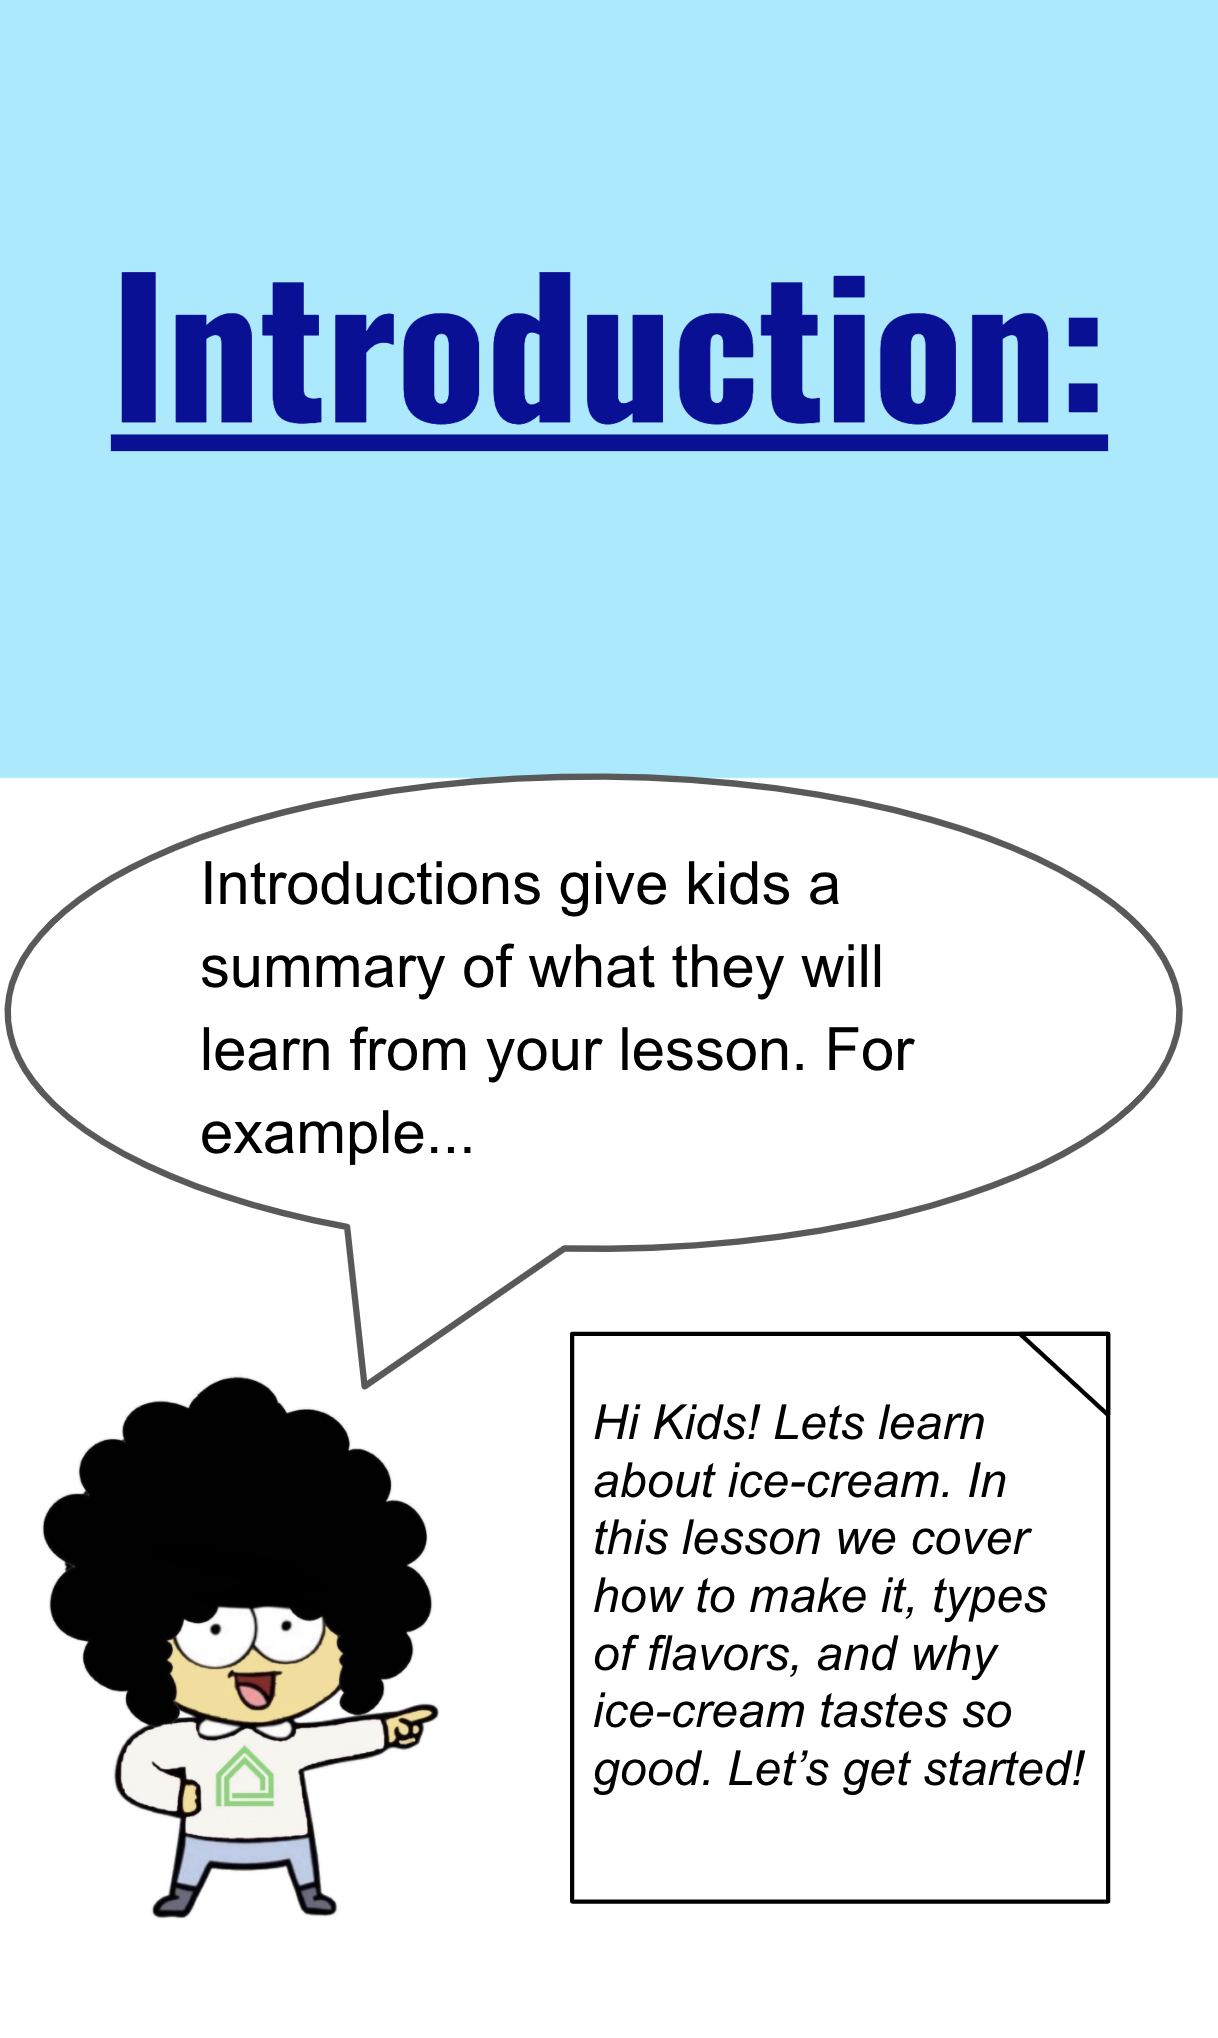 Introduction:
Introductions give kids a
summary of what they will
learn from your lesson. For
example...
Hi Kids! Lets learn
about ice-cream. In
this lesson we cover
how to make it, types
of flavors, and why
ice-cream tastes so
good. Let’s get started!